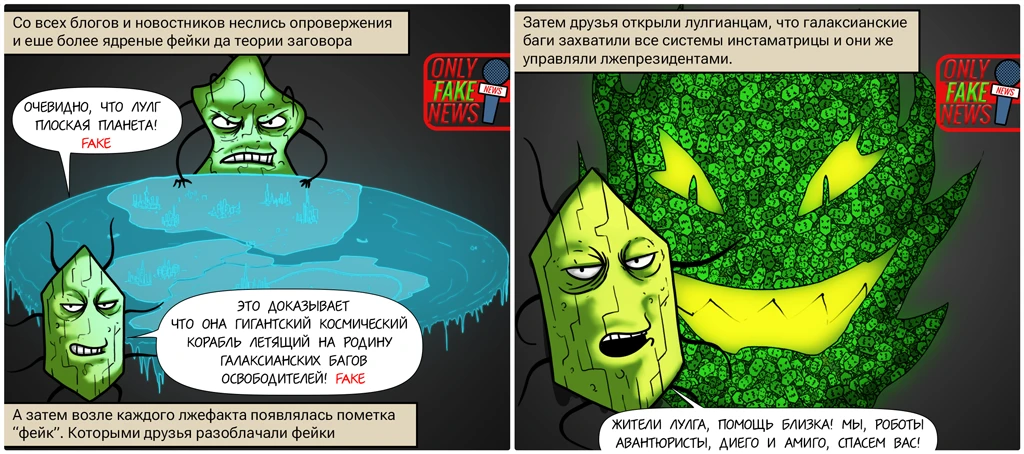 Со всех блогов и новостников неслись опровержения
и еше более ядреные фейки да теории заговора
ONLY
FAKE
NEWS
NEWS
ОЧЕВИДНО, ЧТО ЛУЛГ
ПЛОСКАЯ ПЛАНЕТА!
FAKE
ЭТО ДОКАЗЫВАЕТ
ЧТО ОНА ГИГАНТСКИЙ КОСМИЧЕСКИЙ
КОРАБЛЬ ЛЕТЯЩИЙ НА РОДИНУ
ГАЛАКСИАНСКИХ БАГОВ
ОСВОБОДИТЕЛЕЙ! FAKE
А затем возле каждого лжефакта появлялась пометка
“фейк”. Которыми друзья разоблачали фейки
Затем друзья открыли лулгианцам, что галаксианские
баги захватили все системы инстаматрицы и они же
управляли лжепрезидентами.
ONLY
FAKE
NEWS
NEWS
ЖИТЕЛИ ЛУЛГА, ПОМОЩЬ БЛИЗКА! МЫ, РОБОТЫ
АВАНТЮРИСТЫ, ДИЕГО И АМИГО, СПАСЕМ ВАС!